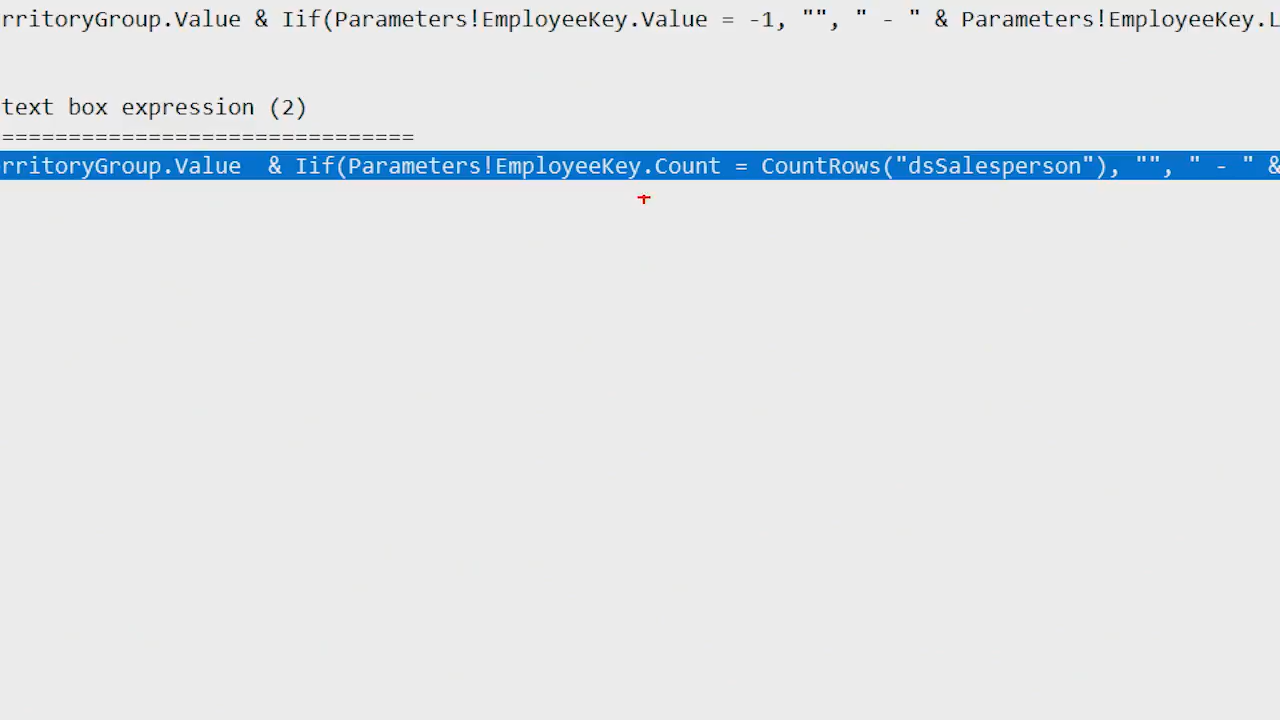 rritoryGroup.Value & Iif(Parameters!EmployeeKey.Value = -1, "", " - " & Parameters!EmployeeKey.L
text box expression (2)
===============================
rritoryGroup.Value  & Iif(Parameters!EmployeeKey.Count = CountRows("dsSalesperson"), "", " - " &